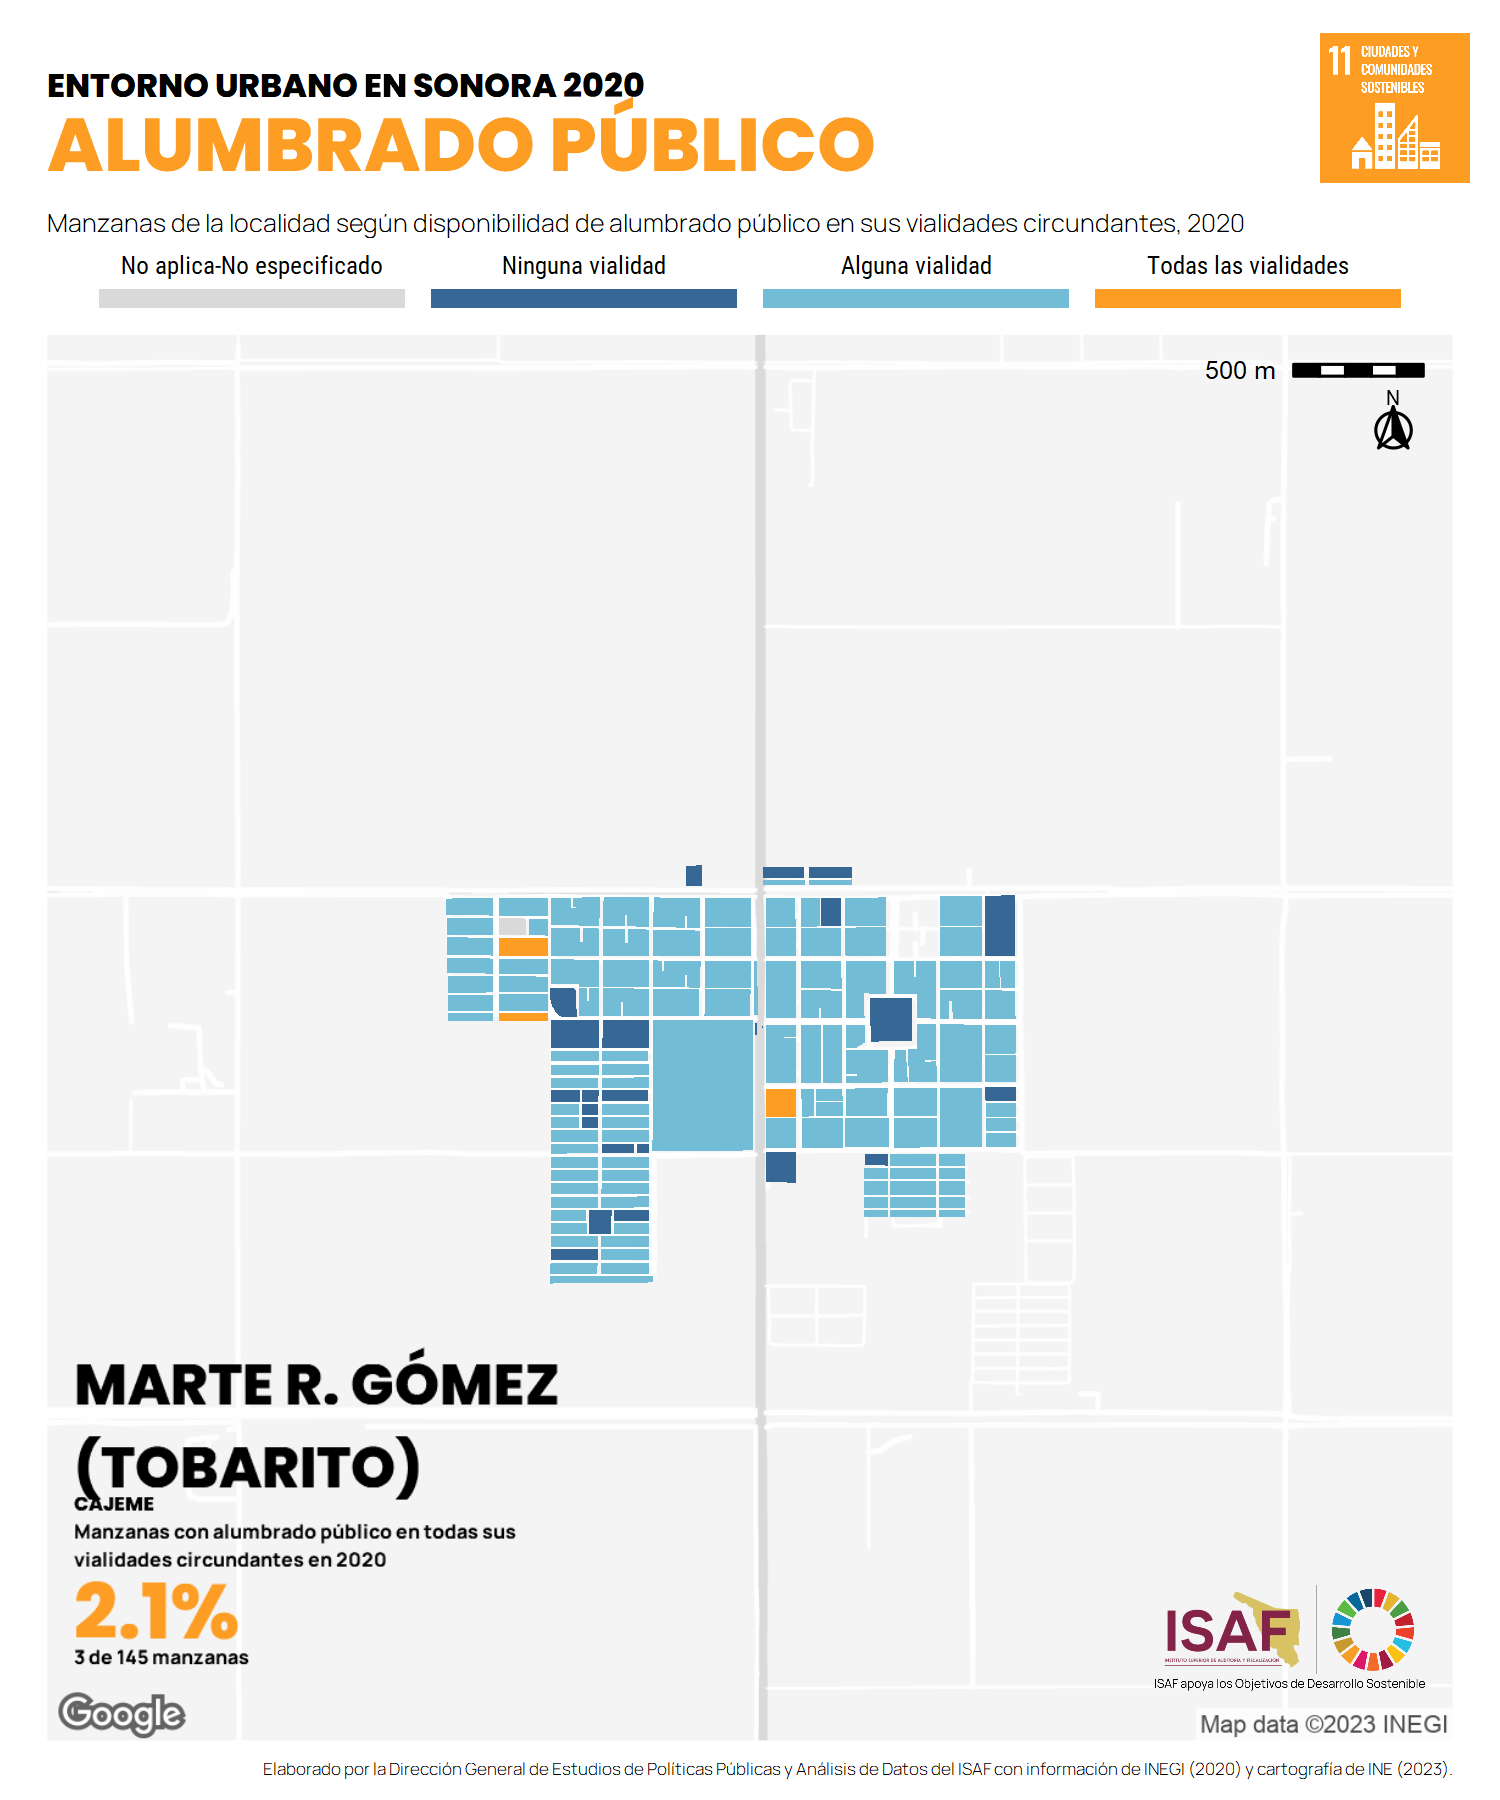 ENTORNO URBANO EN SONORA 2020
ALUMBRADO PÚBLICO
11 CIUDADES Y
COMUNIDADES
SOSTENIBLES
Manzanas de la localidad según disponibilidad de alumbrado público en sus vialidades circundantes, 2020
No aplica-No especificado
Ninguna vialidad
Alguna vialidad
Todas las vialidades
500 m
N
MARTE R. GÓMEZ
(TOBARITO)
CAJEME
Manzanas con alumbrado público en todas sus
vialidades circundantes en 2020
2.1%
3 de 145 manzanas
ISAF
INSTITUTO SUPERIOR DE AUDITORÍA Y FISCALIZACIÓN
ISAF apoya los Objetivos de Desarrollo Sostenible
Google
Map data ©2023 INEGI
Elaborado por la Dirección General de Estudios de Políticas Públicas y Análisis de Datos del ISAF con información de INEGI (2020) y cartografía de INE (2023).